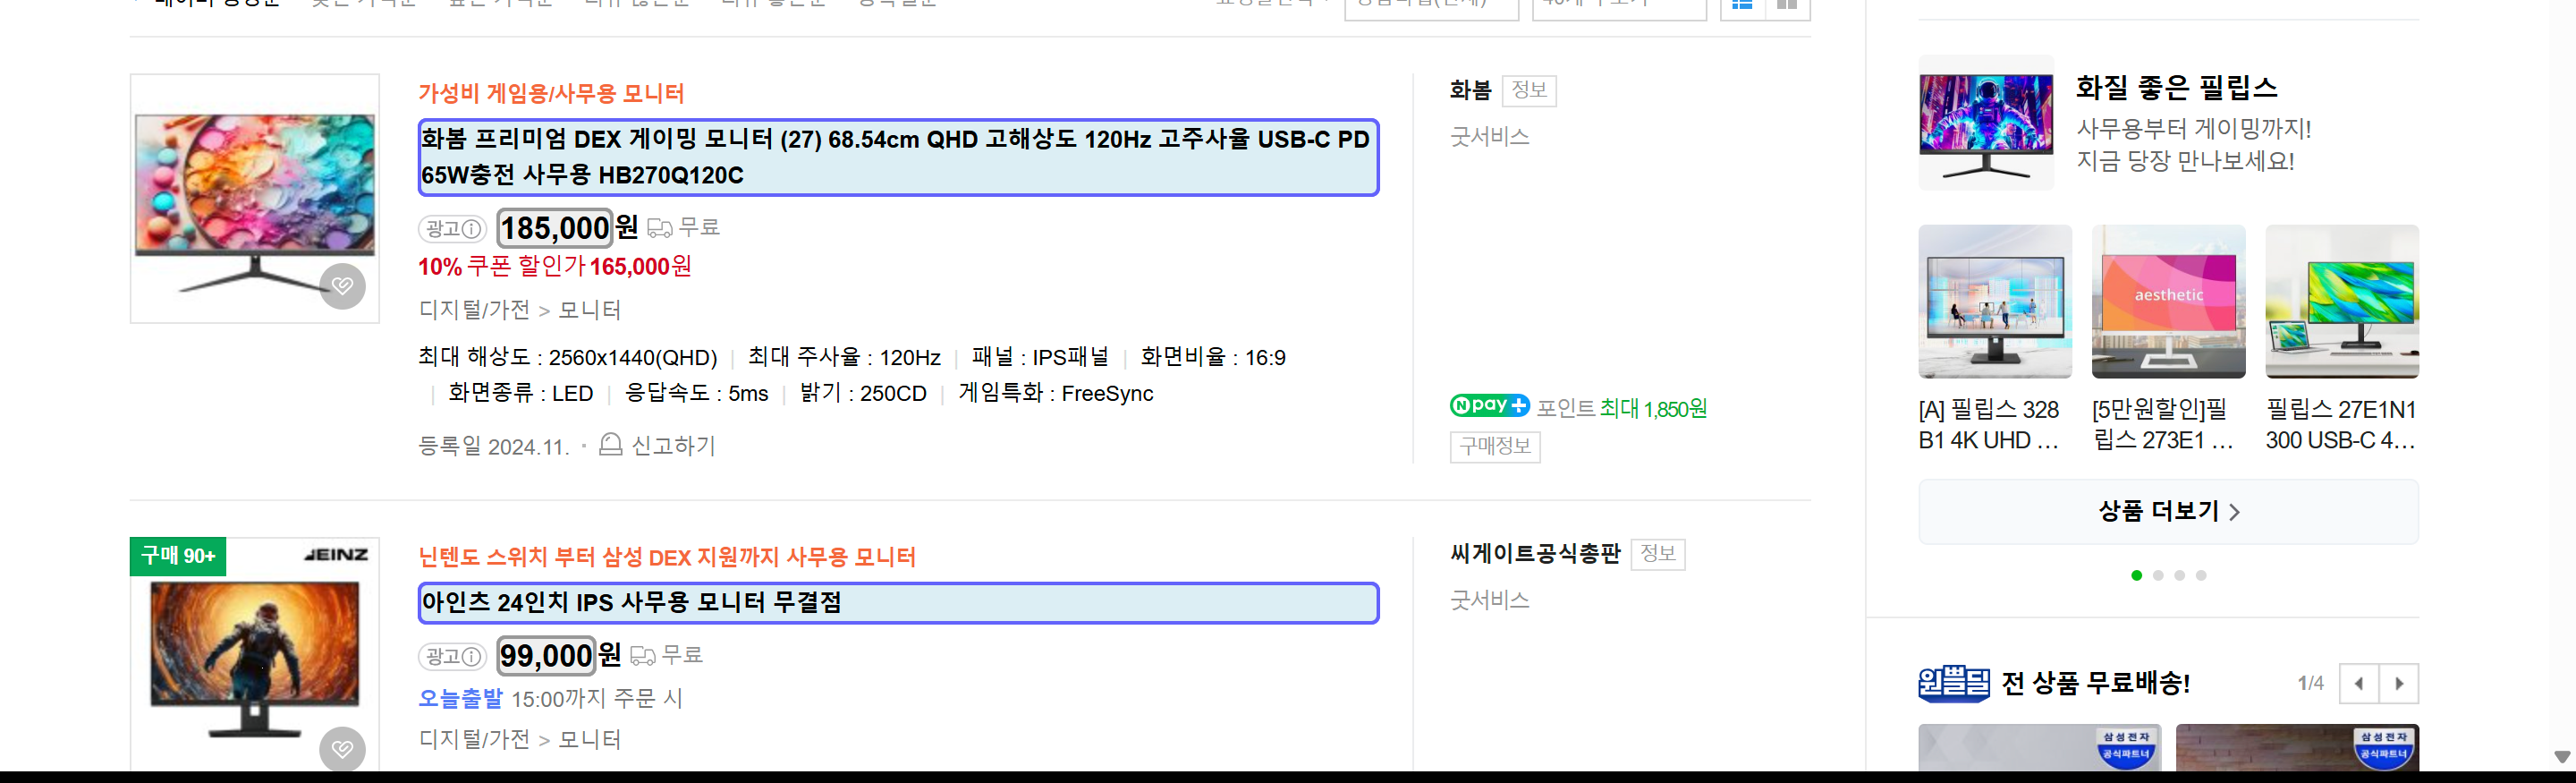 가성비 게임용/사무용 모니터
화봄 프리미엄 DEX 게이밍 모니터 (27) 68.54cm QHD 고해상도 120Hz 고주사율 USB-C PD
65W충전 사무용 HB270Q120C
광고 185,000원 무료
10% 쿠폰 할인가 165,000원
디지털/가전 > 모니터
최대 해상도 : 2560x1440(QHD) | 최대 주사율 : 120Hz | 패널 : IPS패널 | 화면비율 : 16:9
| 화면종류 : LED | 응답속도 : 5ms | 밝기 : 250CD | 게임특화 : FreeSync
등록일 2024.11. · 신고하기
화봄 정보
굿서비스
N pay + 포인트 최대 1,850원
구매정보
구매 90+
JEINZ
닌텐도 스위치 부터 삼성 DEX 지원까지 사무용 모니터
아인츠 24인치 IPS 사무용 모니터 무결점
광고 99,000원 무료
오늘출발 15:00까지 주문 시
디지털/가전 > 모니터
씨게이트공식총판 정보
굿서비스
화질 좋은 필립스
사무용부터 게이밍까지!
지금 당장 만나보세요!
aesthetic
[A] 필립스 328
B1 4K UHD ...
[5만원할인]필
립스 273E1 ...
필립스 27E1N1
300 USB-C 4...
상품 더보기 >
원쁠딜 전 상품 무료배송!
1/4
삼성전자
공식파트너
삼성전자
공식파트너